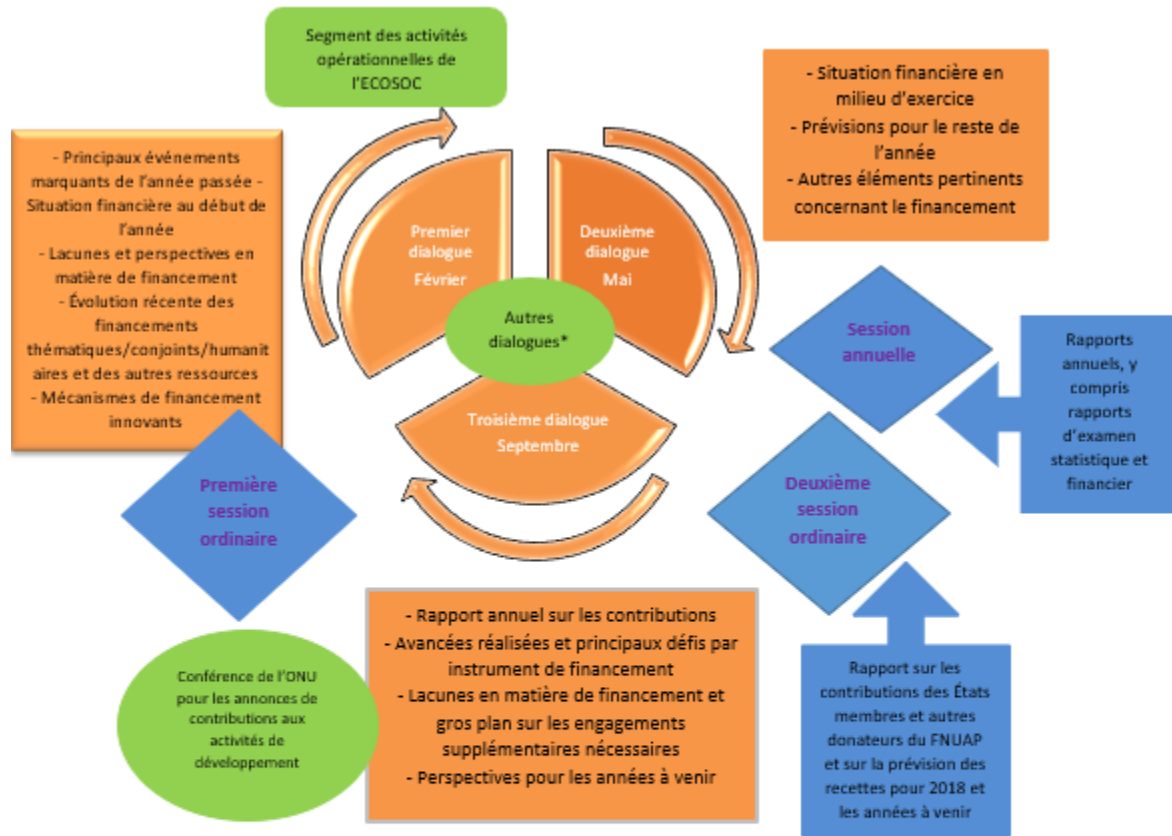 Segment des activités
opérationnelles de
l'ECOSOC
- Situation financière en
milieu d'exercice
- Prévisions pour le reste de
l'année
- Autres éléments pertinents
concernant le financement
- Principaux événements
marquants de l'année passée -
Situation financière au début de
l'année
- Lacunes et perspectives en
matière de financement
- Évolution récente des
financements
thématiques/conjoints/humanit
aires et des autres ressources
- Mécanismes de financement
innovants
Premier
dialogue
Février
Deuxième
dialogue
Mai
Autres
dialogues*
Troisième dialogue
Septembre
Session
annuelle
Rapports
annuels, y
compris
rapports
d'examen
statistique et
financier
Première
session
ordinaire
Deuxième
session
ordinaire
Conférence de l'ONU
pour les annonces de
contributions aux
activités de
développement
- Rapport annuel sur les contributions
- Avancées réalisées et principaux défis par
instrument de financement
- Lacunes en matière de financement et
gros plan sur les engagements
supplémentaires nécessaires
- Perspectives pour les années à venir
Rapport sur les
contributions des États
membres et autres
donateurs du FNUAP
et sur la prévision des
recettes pour 2018 et
les années à venir